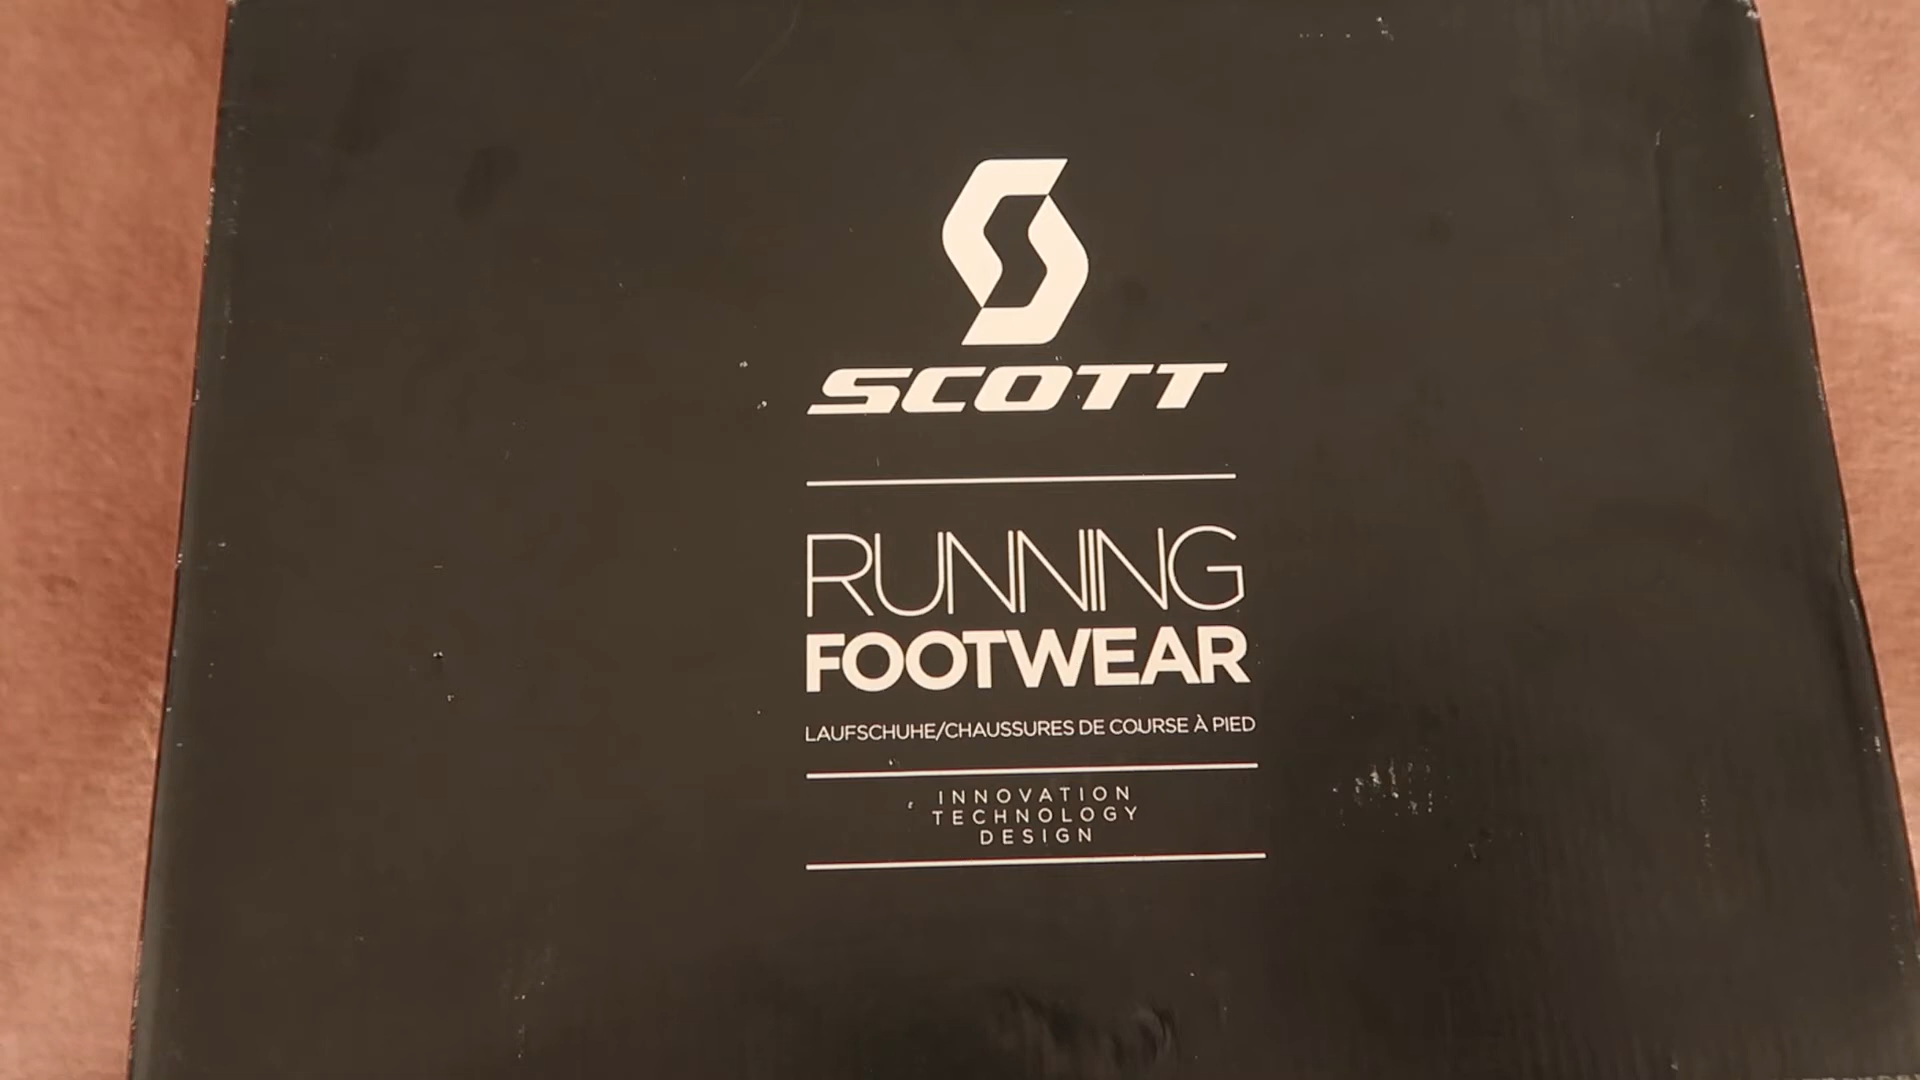 SCOTT
RUNNING
FOOTWEAR
LAUFSCHUHE/CHAUSSURES DE COURSE À PIED
INNOVATION
TECHNOLOGY
DESIGN